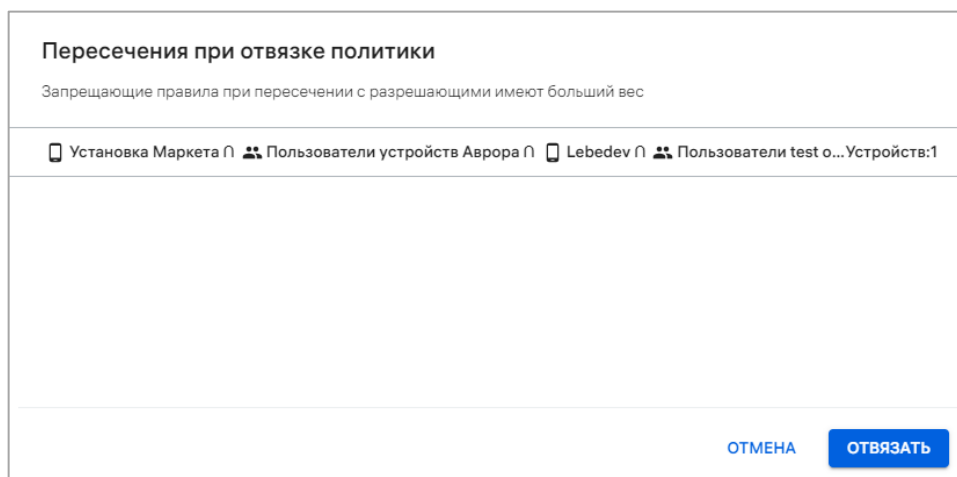 Пересечения при отвязке политики
Запрещающие правила при пересечении с разрешающими имеют больший вес
Установка Маркета ∩ Пользователи устройств Аврора ∩ Lebedev ∩ Пользователи test o... Устройств:1
ОТМЕНА ОТВЯЗАТЬ